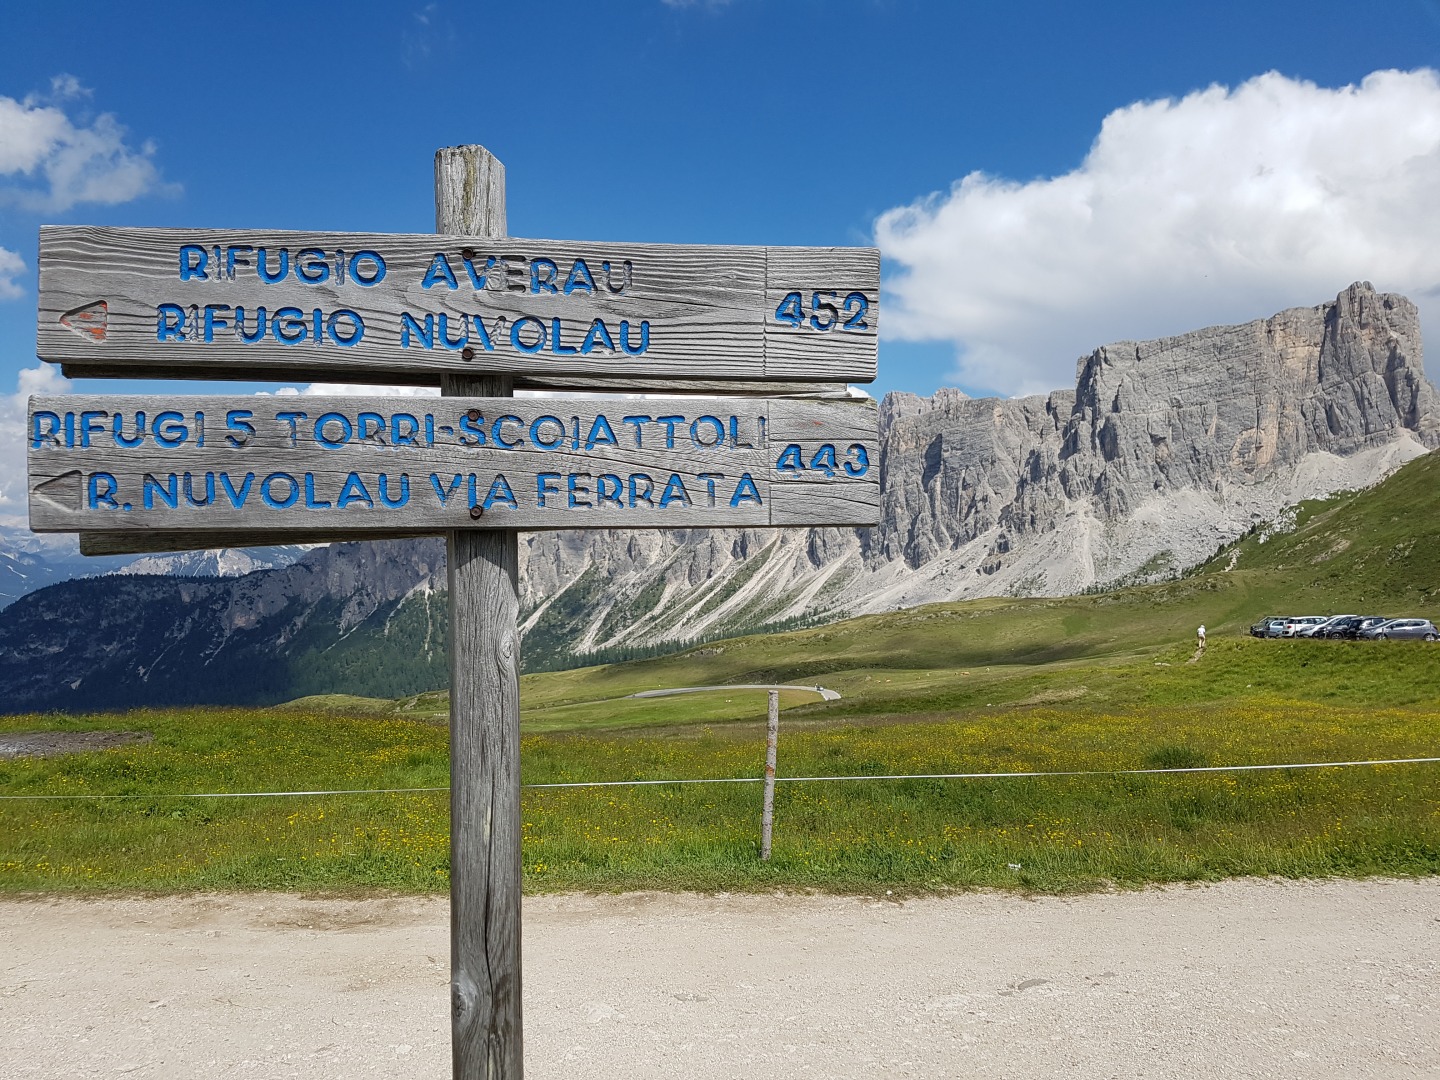 RIFUGIO AVERAU
RIFUGIO NUVOLAU
452
RIFUGI 5 TORRI-SCOIATTOLI
R. NUVOLAU VIA FERRATA
443